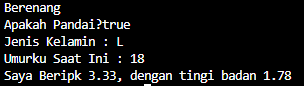 Berenang
Apakah Pandai?true
Jenis Kelamin : L
Umurku Saat Ini : 18
Saya Beripk 3.33, dengan tingi badan 1.78